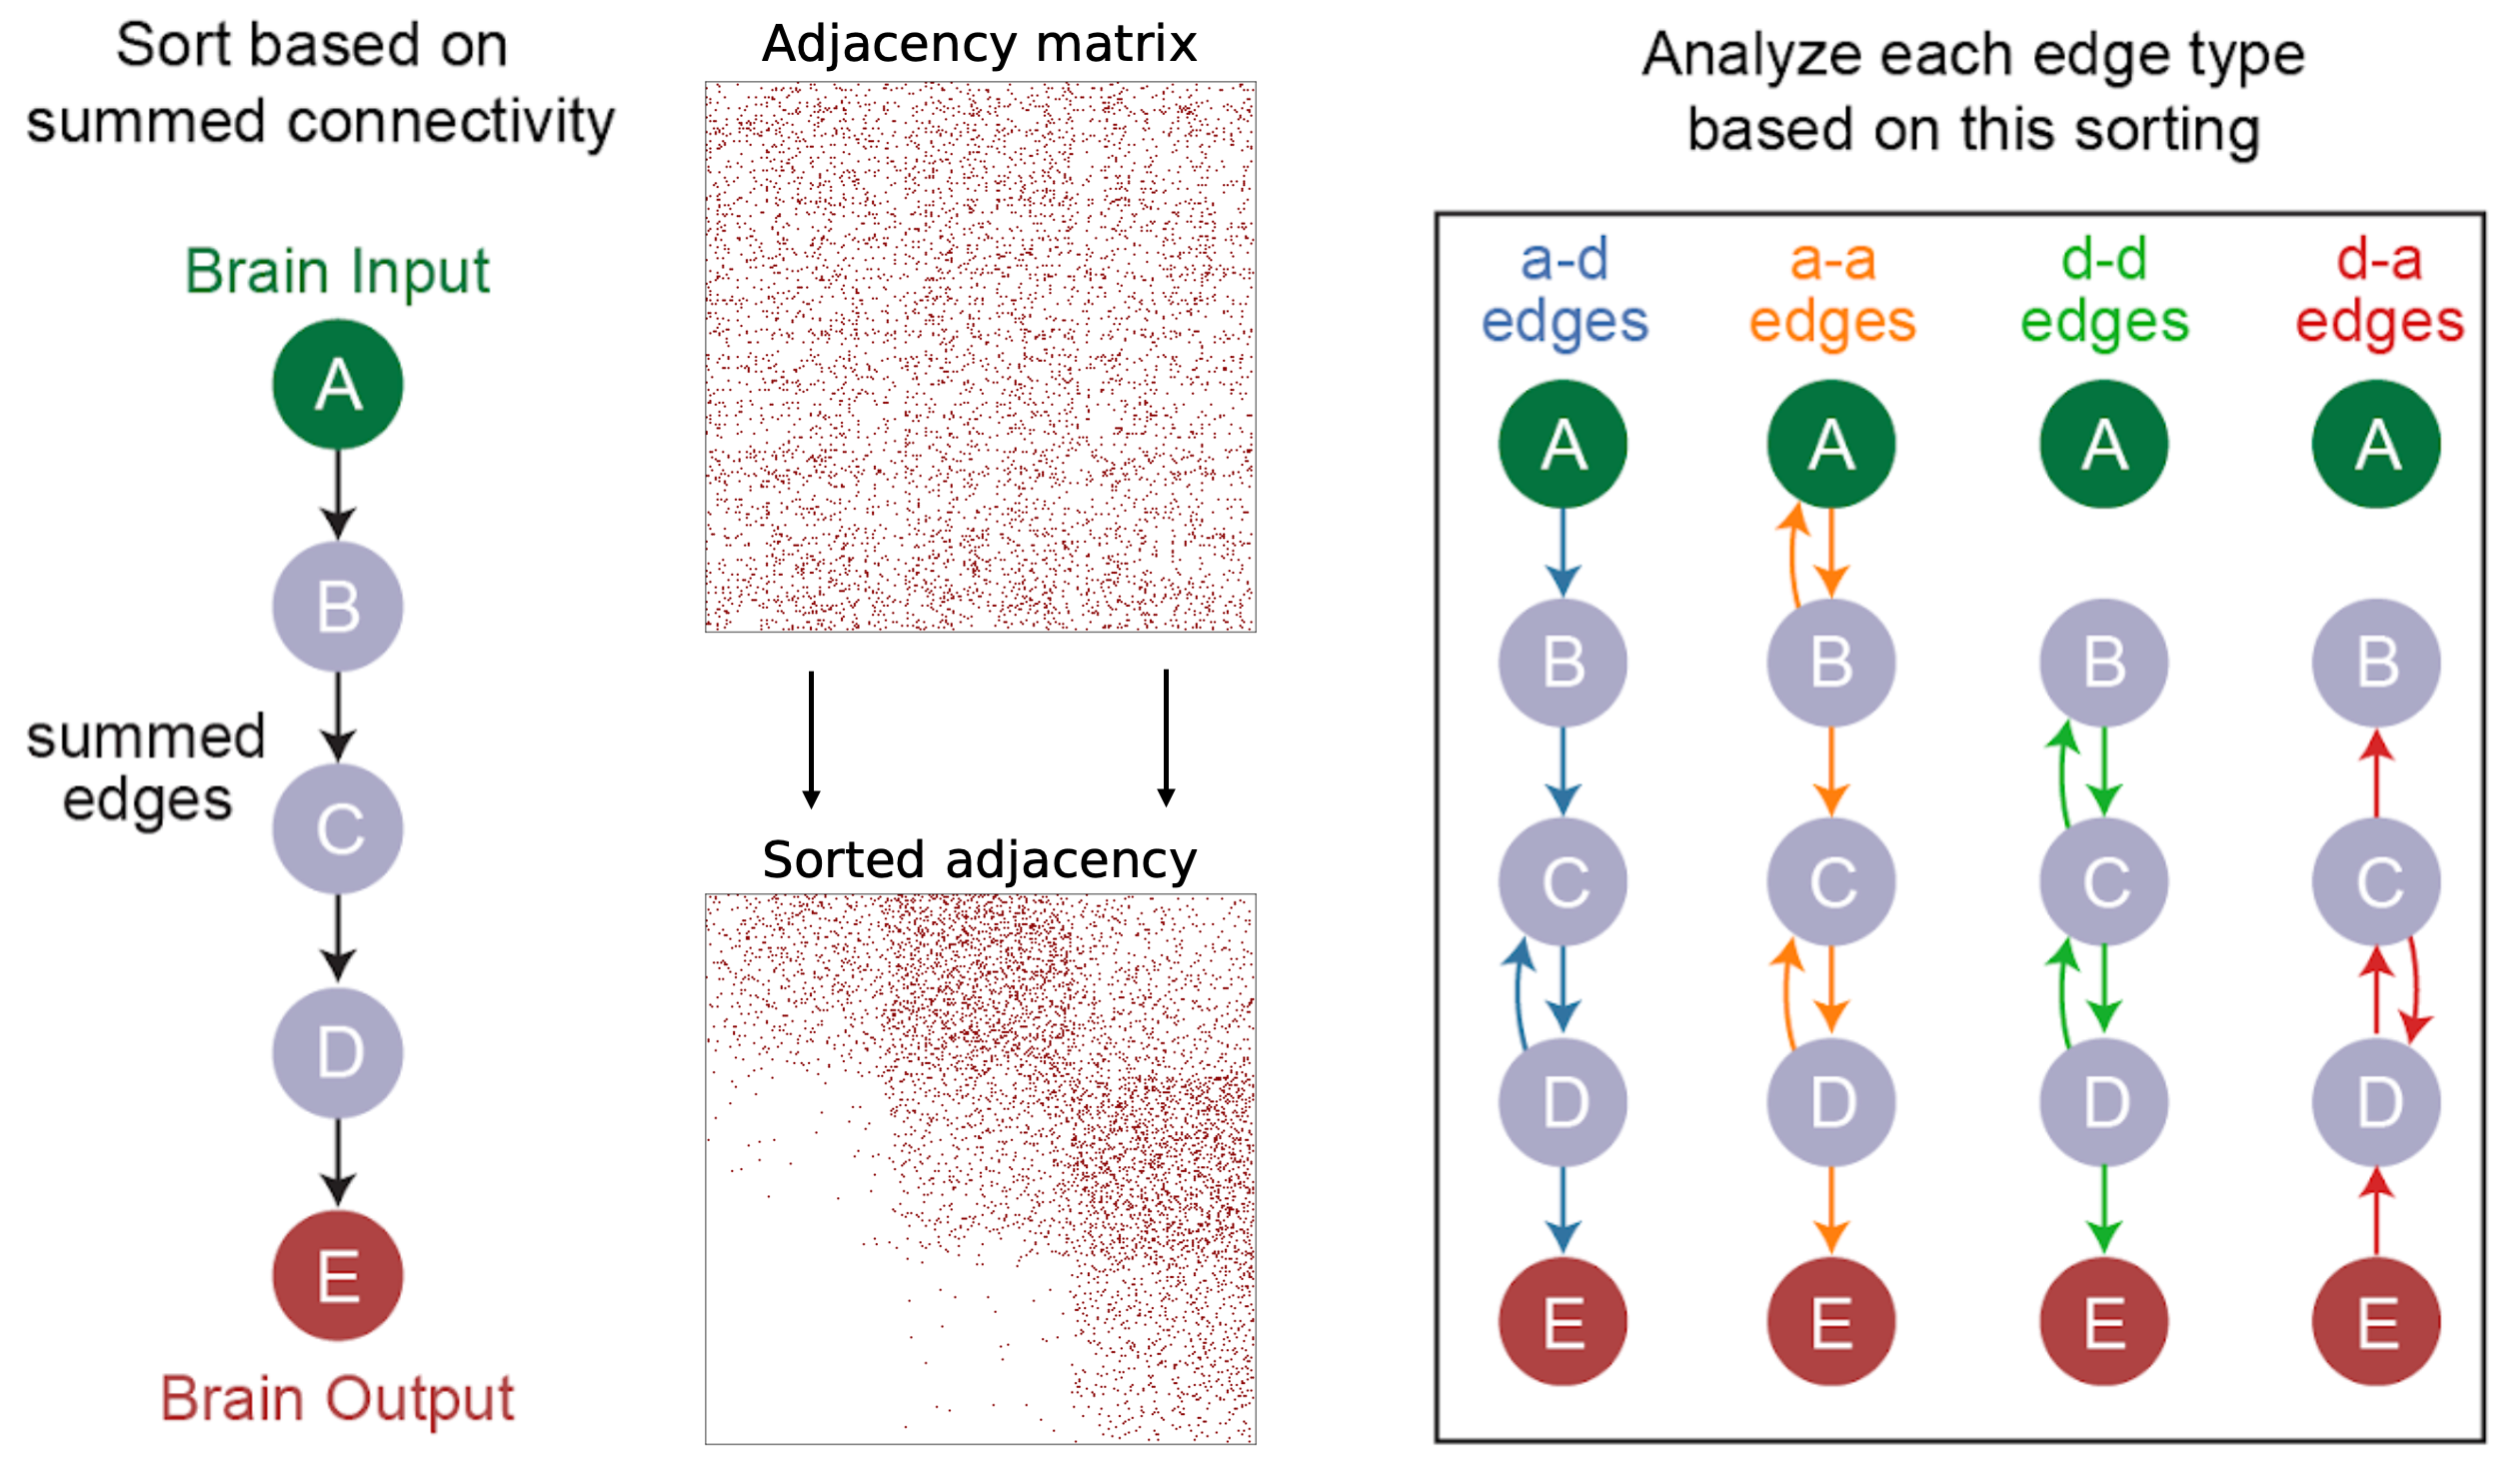 Sort based on
summed connectivity
Brain Input
A
B
summed
edges
C
D
E
Brain Output
Adjacency matrix
Sorted adjacency
Analyze each edge type
based on this sorting
a-d a-a d-d d-a
edges edges edges edges
A A A A
B B B B
C C C C
D D D D
E E E E